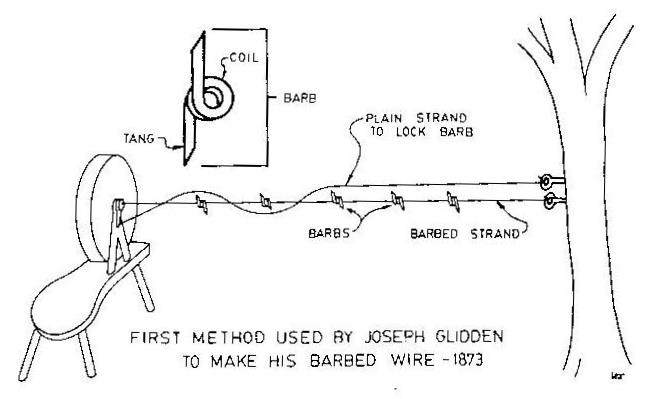 COIL
BARB
TANG
PLAIN STRAND
TO LOCK BARB
BARBS
BARBED STRAND
FIRST METHOD USED BY JOSEPH GLIDDEN
TO MAKE HIS BARBED WIRE - 1873